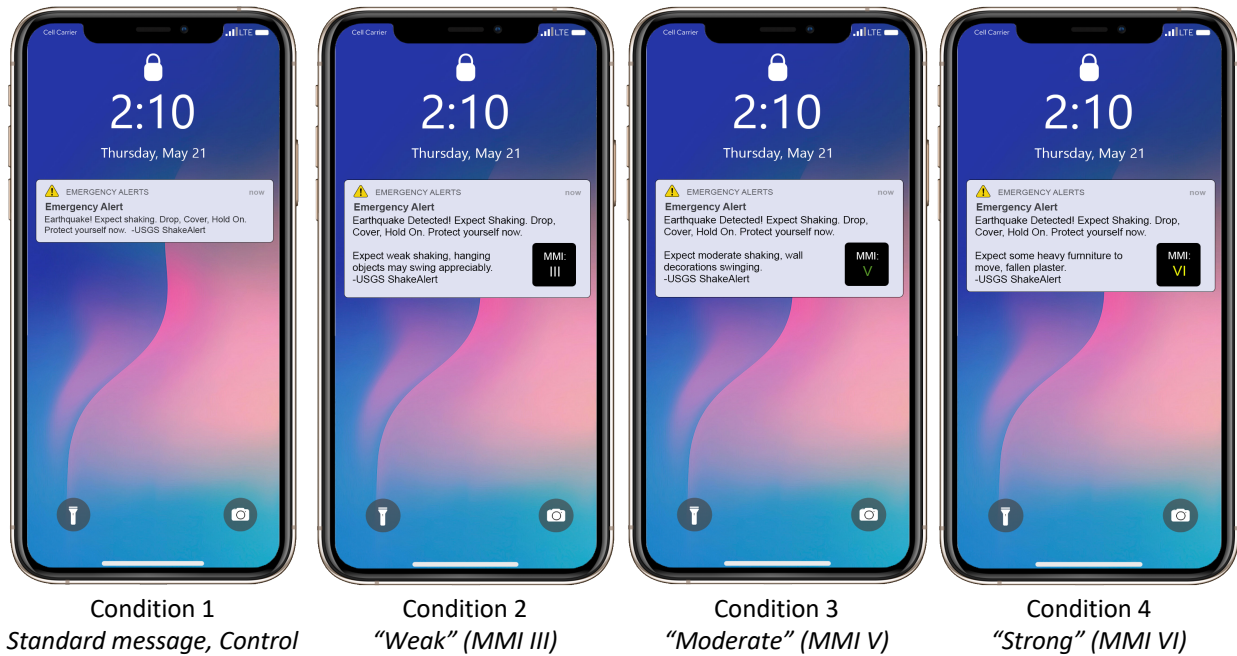 Cell Carrier LTE
2:10
Thursday, May 21
EMERGENCY ALERTS now
Emergency Alert
Earthquake! Expect shaking. Drop, Cover, Hold On.
Protect yourself now. -USGS ShakeAlert
Condition 1
Standard message, Control
Cell Carrier LTE
2:10
Thursday, May 21
EMERGENCY ALERTS now
Emergency Alert
Earthquake Detected! Expect Shaking. Drop,
Cover, Hold On. Protect yourself now.
Expect weak shaking, hanging
objects may swing appreciably.
-USGS ShakeAlert
MMI:
III
Condition 2
“Weak” (MMI III)
Cell Carrier LTE
2:10
Thursday, May 21
EMERGENCY ALERTS now
Emergency Alert
Earthquake Detected! Expect Shaking. Drop,
Cover, Hold On. Protect yourself now.
Expect moderate shaking, wall
decorations swinging.
-USGS ShakeAlert
MMI:
V
Condition 3
“Moderate” (MMI V)
Cell Carrier LTE
2:10
Thursday, May 21
EMERGENCY ALERTS now
Emergency Alert
Earthquake Detected! Expect Shaking. Drop,
Cover, Hold On. Protect yourself now.
Expect some heavy furnniture to
move, fallen plaster.
-USGS ShakeAlert
MMI:
VI
Condition 4
“Strong” (MMI VI)